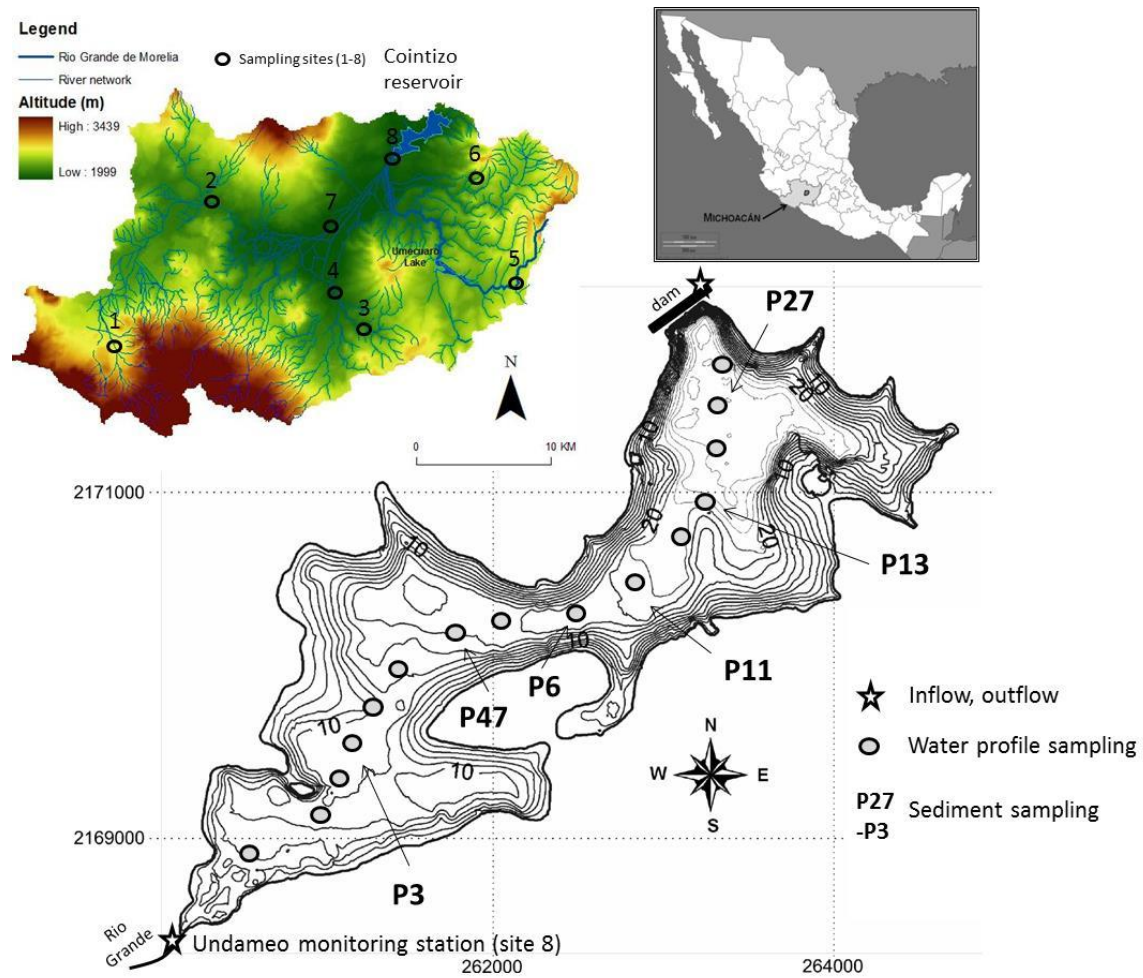 Legend
Rio Grande de Morelia
River network
Sampling sites (1-8)
Cointizo
reservoir
Altitude (m)
High : 3439
Low : 1999
8
6
2
7
Umecuaro
Lake
5
4
3
1
N
0 10 KM
MICHOACÁN
dam
P27
20
10
10
2171000
20
20
P13
10
10
P6
P11
P47
10
10
Inflow, outflow
Water profile sampling
P27
-P3
Sediment sampling
N
W E
S
2169000
P3
Rio
Grande
Undameo monitoring station (site 8)
262000
264000